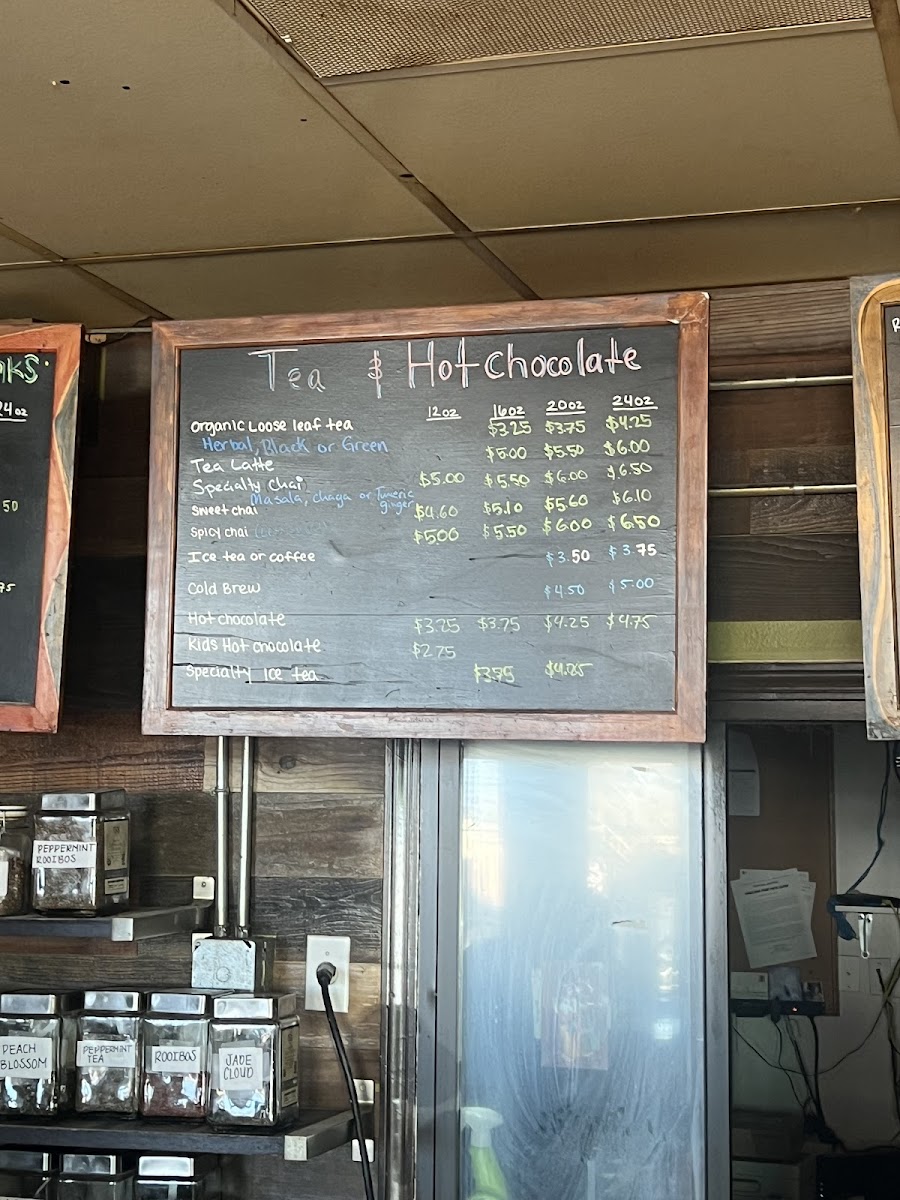 Tea & Hot chocolate
12oz 16oz 20oz 24oz
Organic Loose leaf tea $3.25 $3.75 $4.25
Herbal, Black or Green
Tea Latte $5.00 $5.50 $6.00
Specialty Chai $5.00 $5.50 $6.00 $6.50
Masala, chaga or Tumeric ginger
Sweet chai $4.60 $5.10 $5.60 $6.10
Spicy chai $5.00 $5.50 $6.00 $6.50
Ice tea or coffee $3.50 $3.75
Cold Brew $4.50 $5.00
Hot chocolate $3.25 $3.75 $4.25 $4.75
Kids Hot chocolate $2.75
Specialty Ice tea $3.95 $4.25
24oz
50
75
PEPPERMINT
ROOIBOS
PEACH
BLOSSOM
PEPPERMINT
TEA
ROOIBOS
JADE
CLOUD